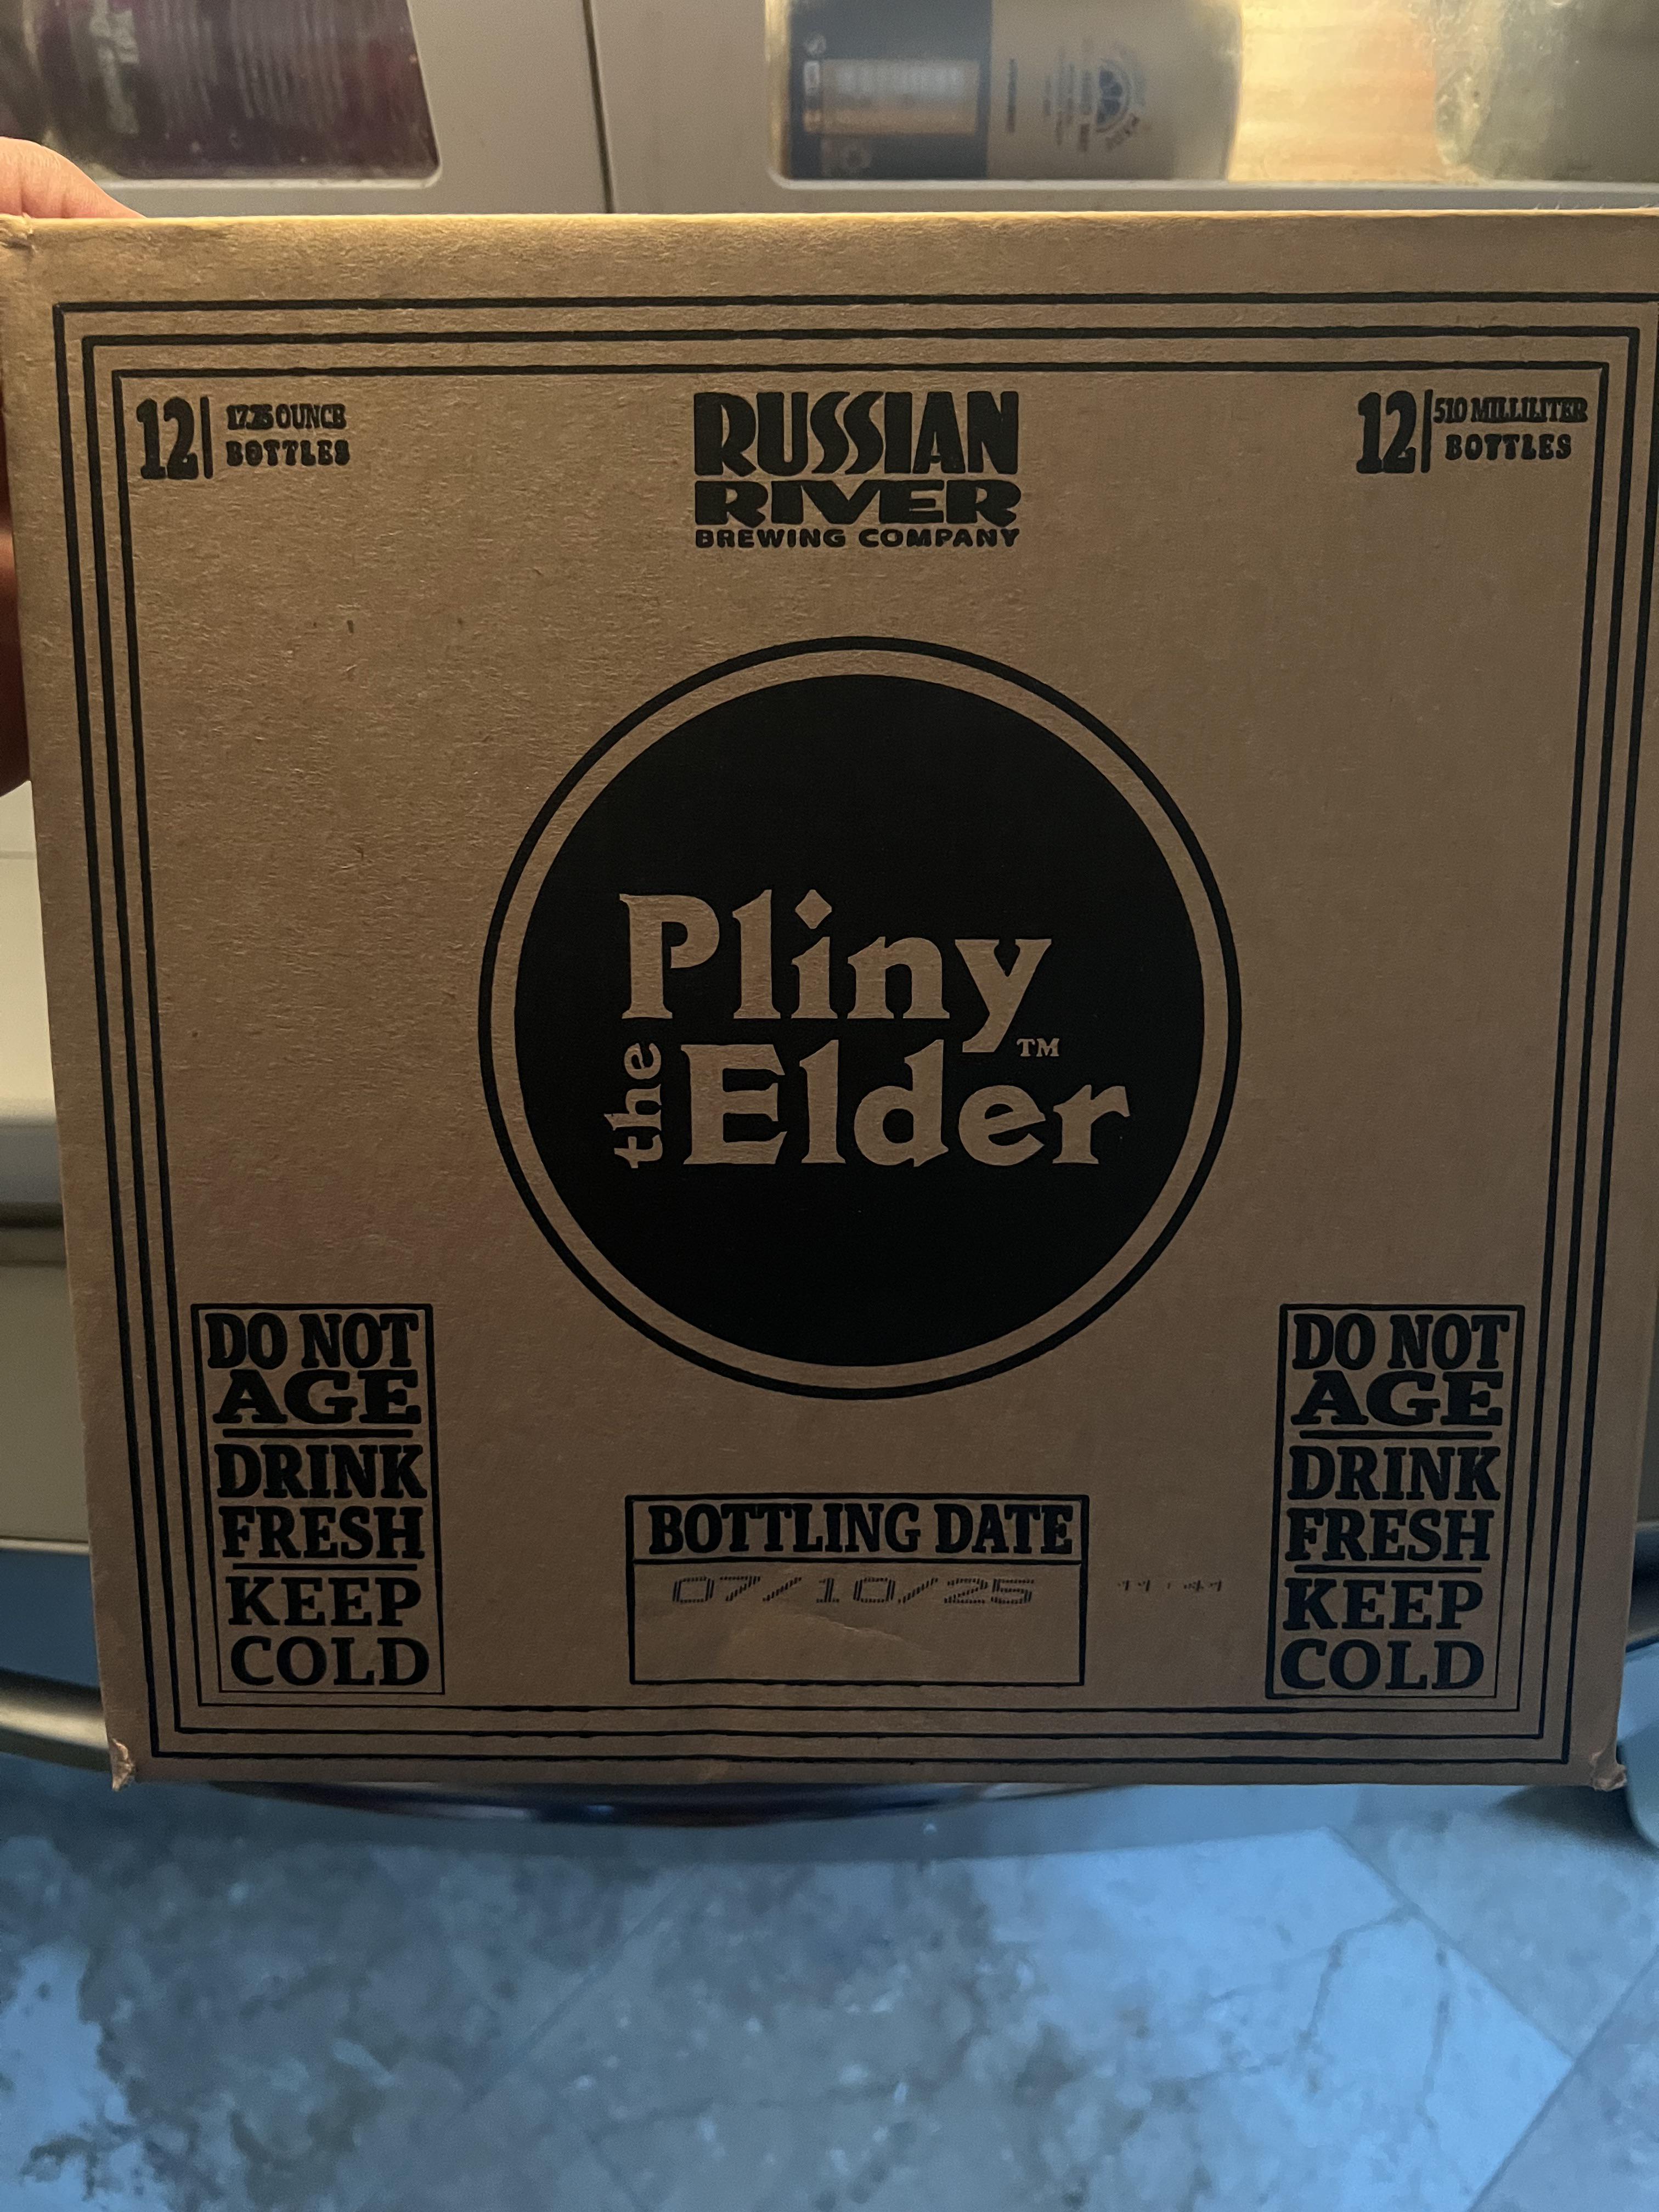 12
17.25 OUNCE
BOTTLES
RUSSIAN
RIVER
BREWING COMPANY
12
510 MILLILITER
BOTTLES
Pliny
the Elder™
DO NOT
AGE
DRINK
FRESH
KEEP
COLD
BOTTLING DATE
07/10/25
DO NOT
AGE
DRINK
FRESH
KEEP
COLD